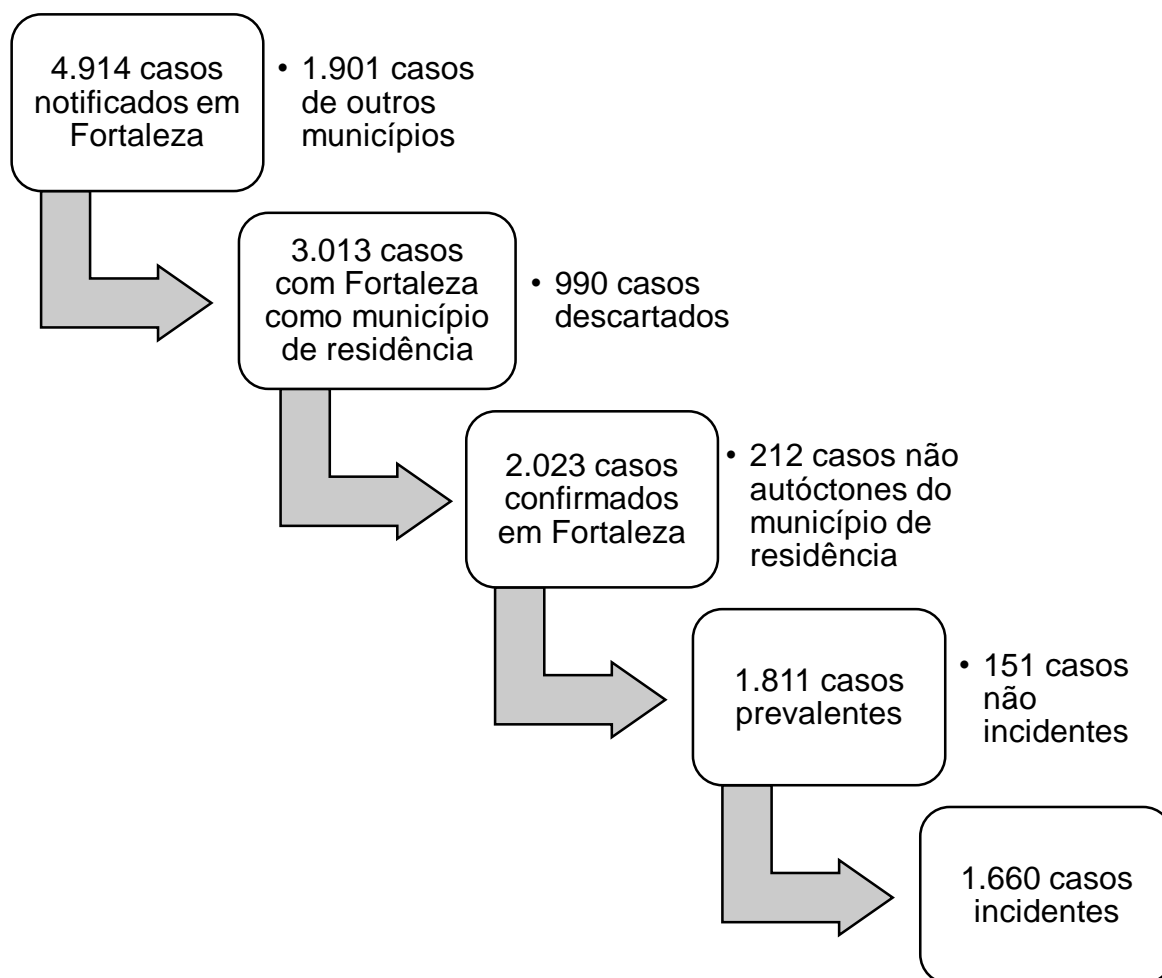 4.914 casos
notificados em
Fortaleza
• 1.901 casos
de outros
municípios
3.013 casos
com Fortaleza
como município
de residência
• 990 casos
descartados
2.023 casos
confirmados
em Fortaleza
• 212 casos não
autóctones do
município de
residência
1.811 casos
prevalentes
• 151 casos
não
incidentes
1.660 casos
incidentes